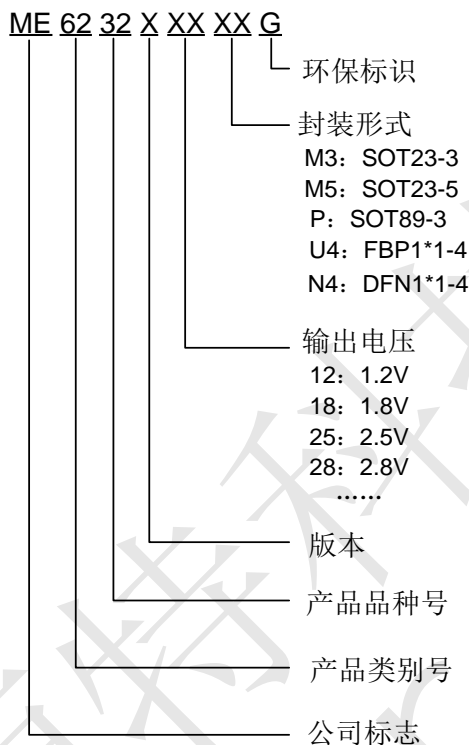 ME 62 32 X XX XX G
环保标识
封装形式
M3：SOT23-3
M5：SOT23-5
P：SOT89-3
U4：FBP1*1-4
N4：DFN1*1-4
输出电压
12：1.2V
18：1.8V
25：2.5V
28：2.8V
……
版本
产品品种号
产品类别号
公司标志